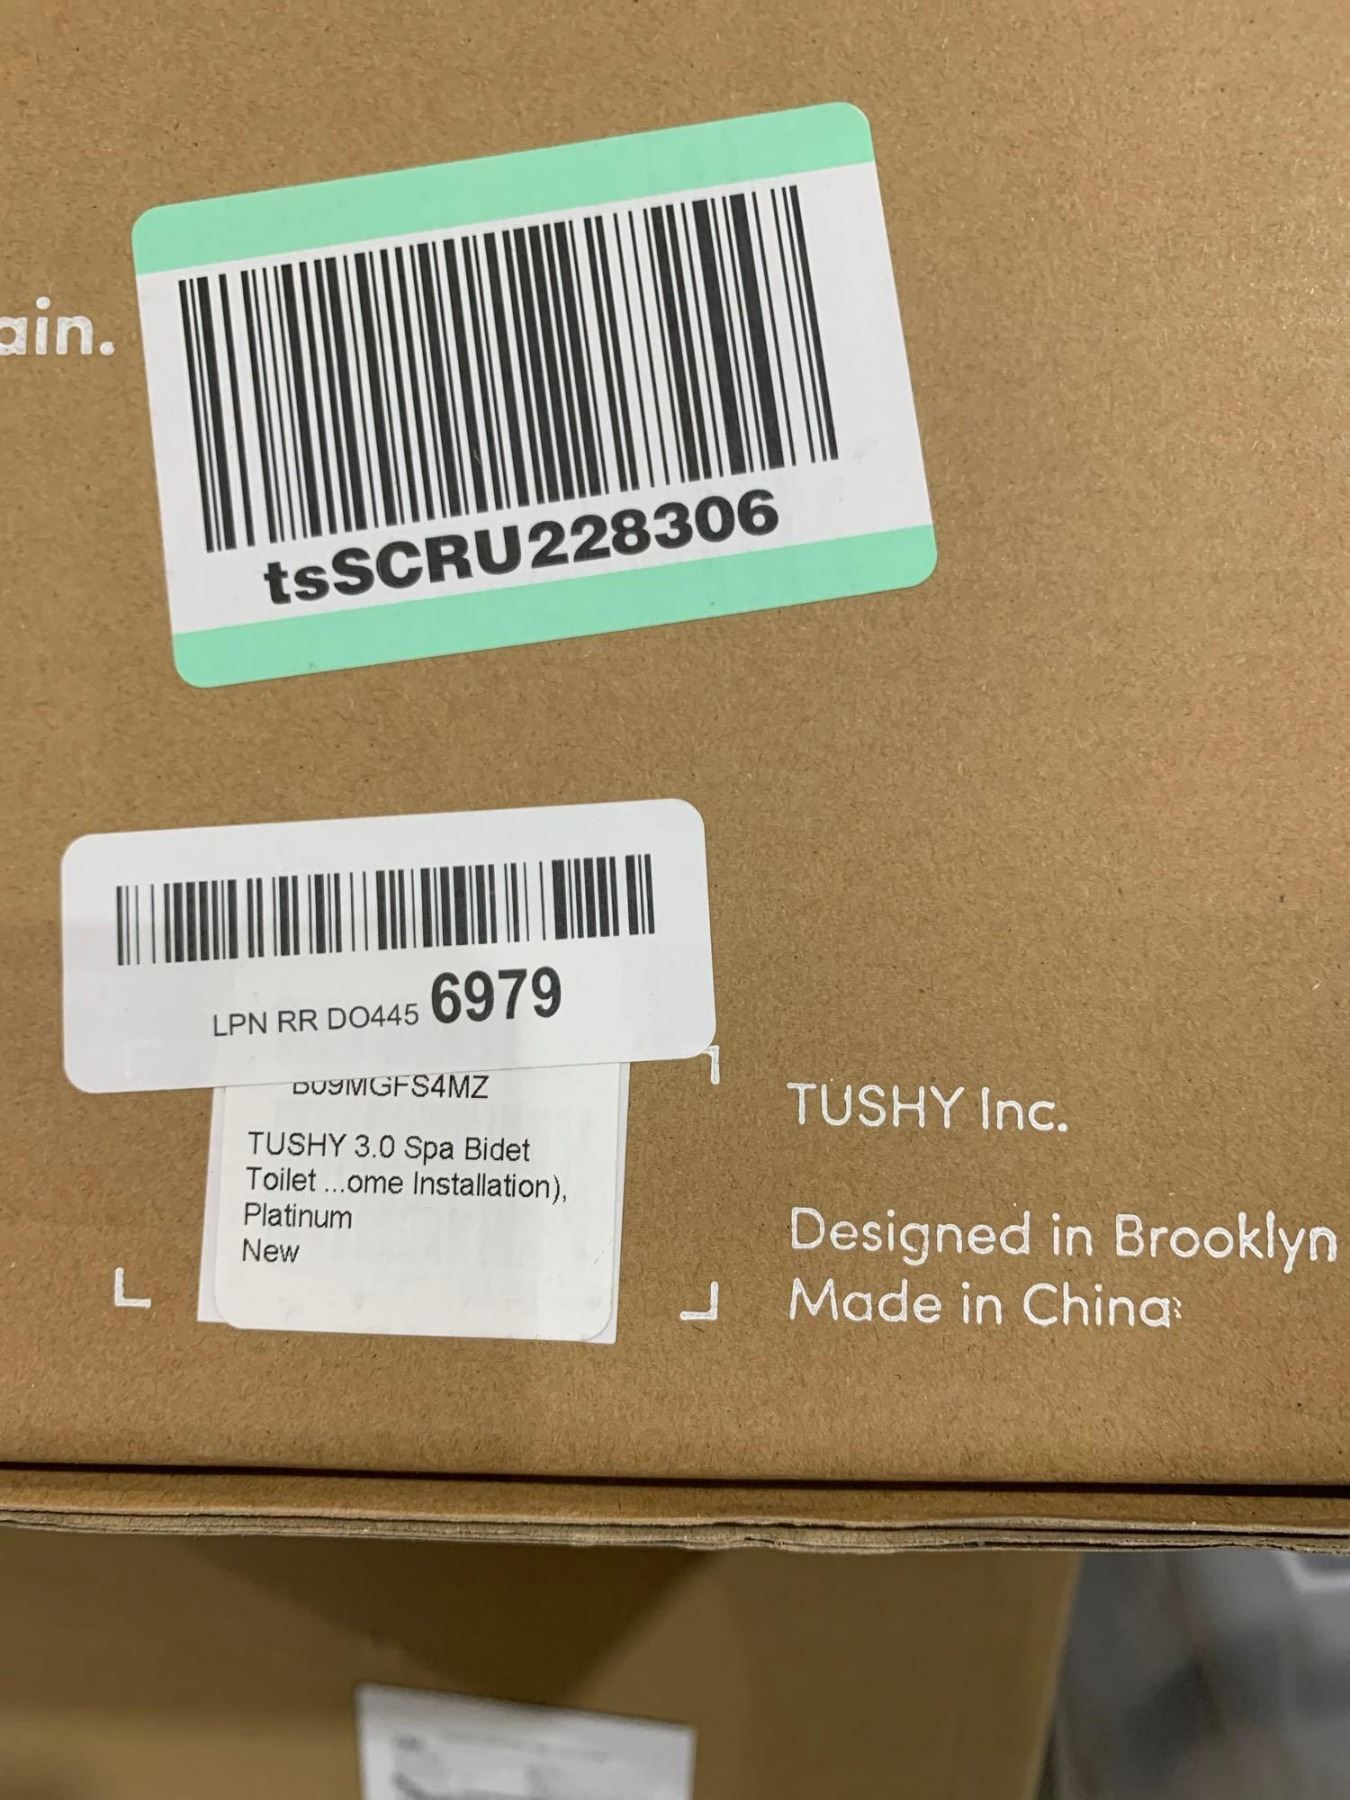 ain.
tsSCRU228306
LPN RR DO445 6979
B09MGFS4MZ
TUSHY 3.0 Spa Bidet
Toilet ...ome Installation),
Platinum
New
TUSHY Inc.
Designed in Brooklyn
Made in China